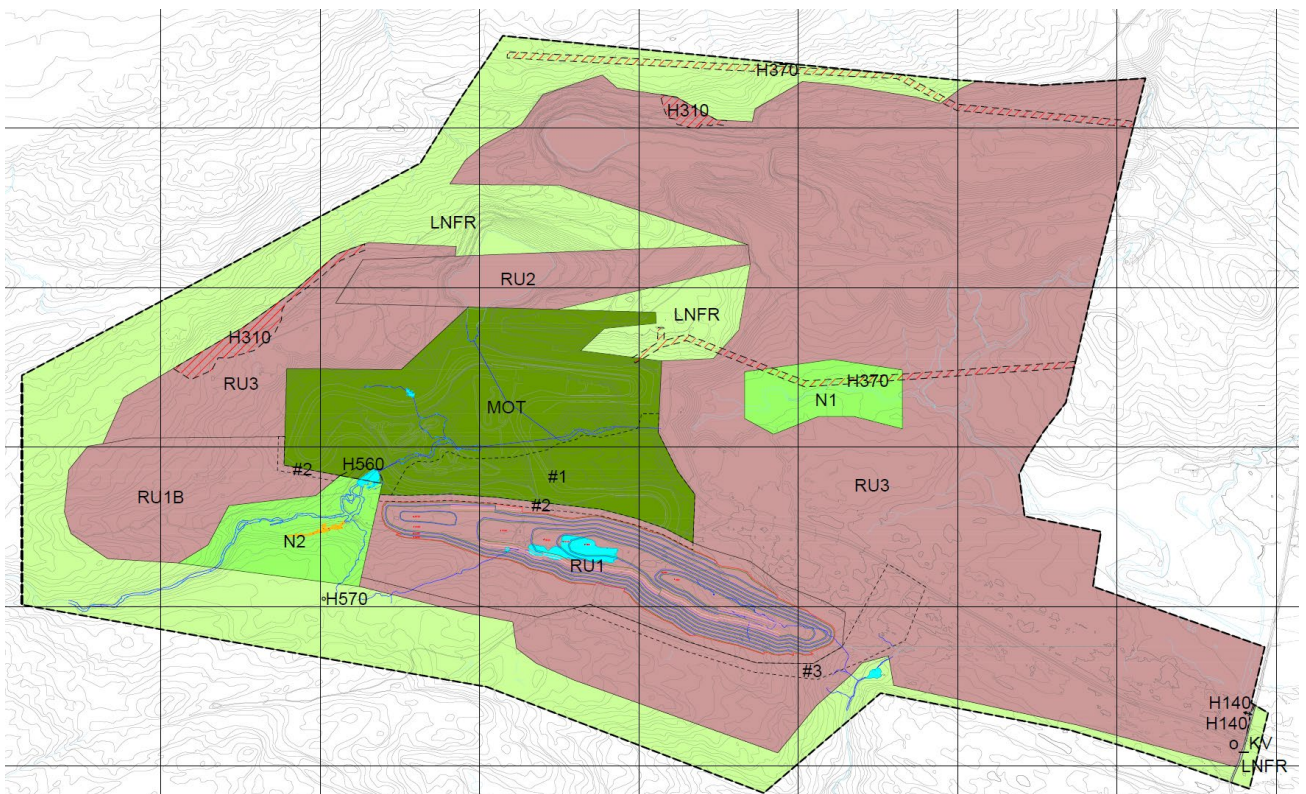 H370
H310
LNFR
RU2
LNFR
H310
RU3
H370
N1
MOT
#2
H560
#1
RU3
RU1B
#2
N2
RU1
H570
#3
H140
H140
o_KV
LNFR